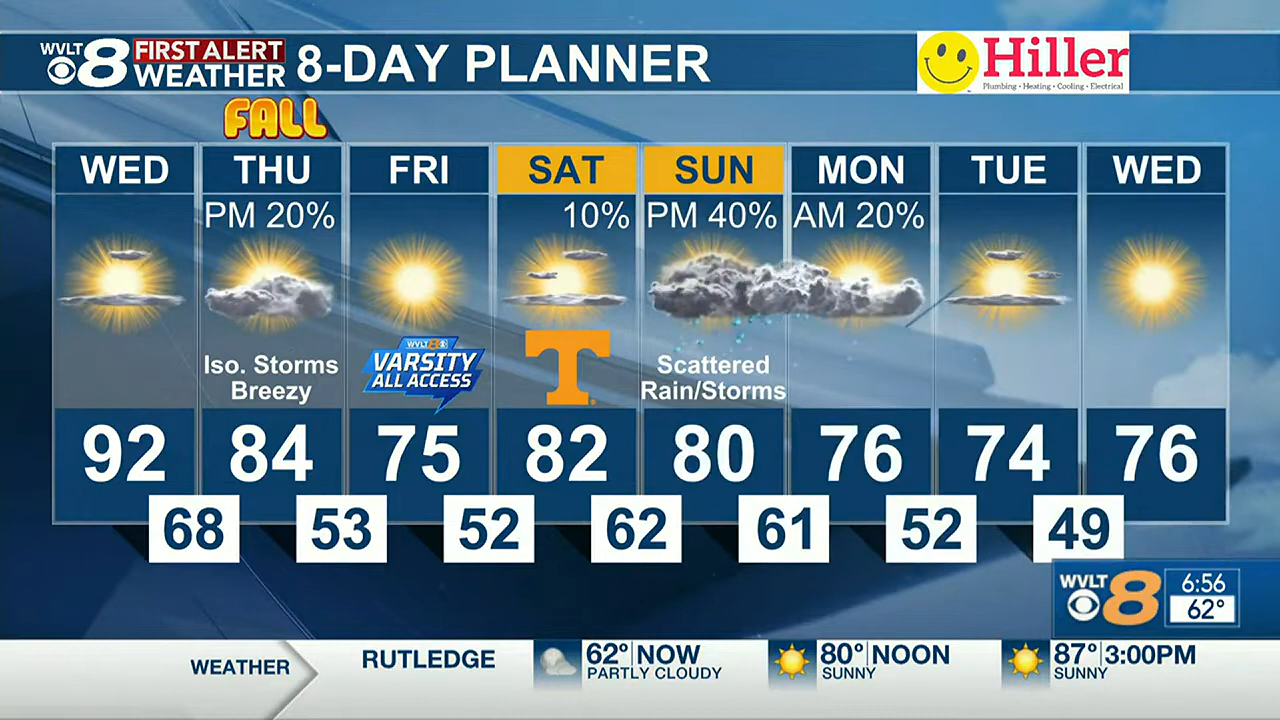 WVLT 8 FIRST ALERT WEATHER 8-DAY PLANNER
Hiller
Plumbing • Heating • Cooling • Electrical
FALL
WED THU FRI SAT SUN MON TUE WED
PM 20% 10% PM 40% AM 20%
Iso. Storms
Breezy
WVLT 8
VARSITY
ALL ACCESS
T
Scattered
Rain/Storms
92 84 75 82 80 76 74 76
68 53 52 62 61 52 49
WVLT 8
6:56
62°
WEATHER
RUTLEDGE
62° NOW
PARTLY CLOUDY
80° NOON
SUNNY
87° 3:00PM
SUNNY